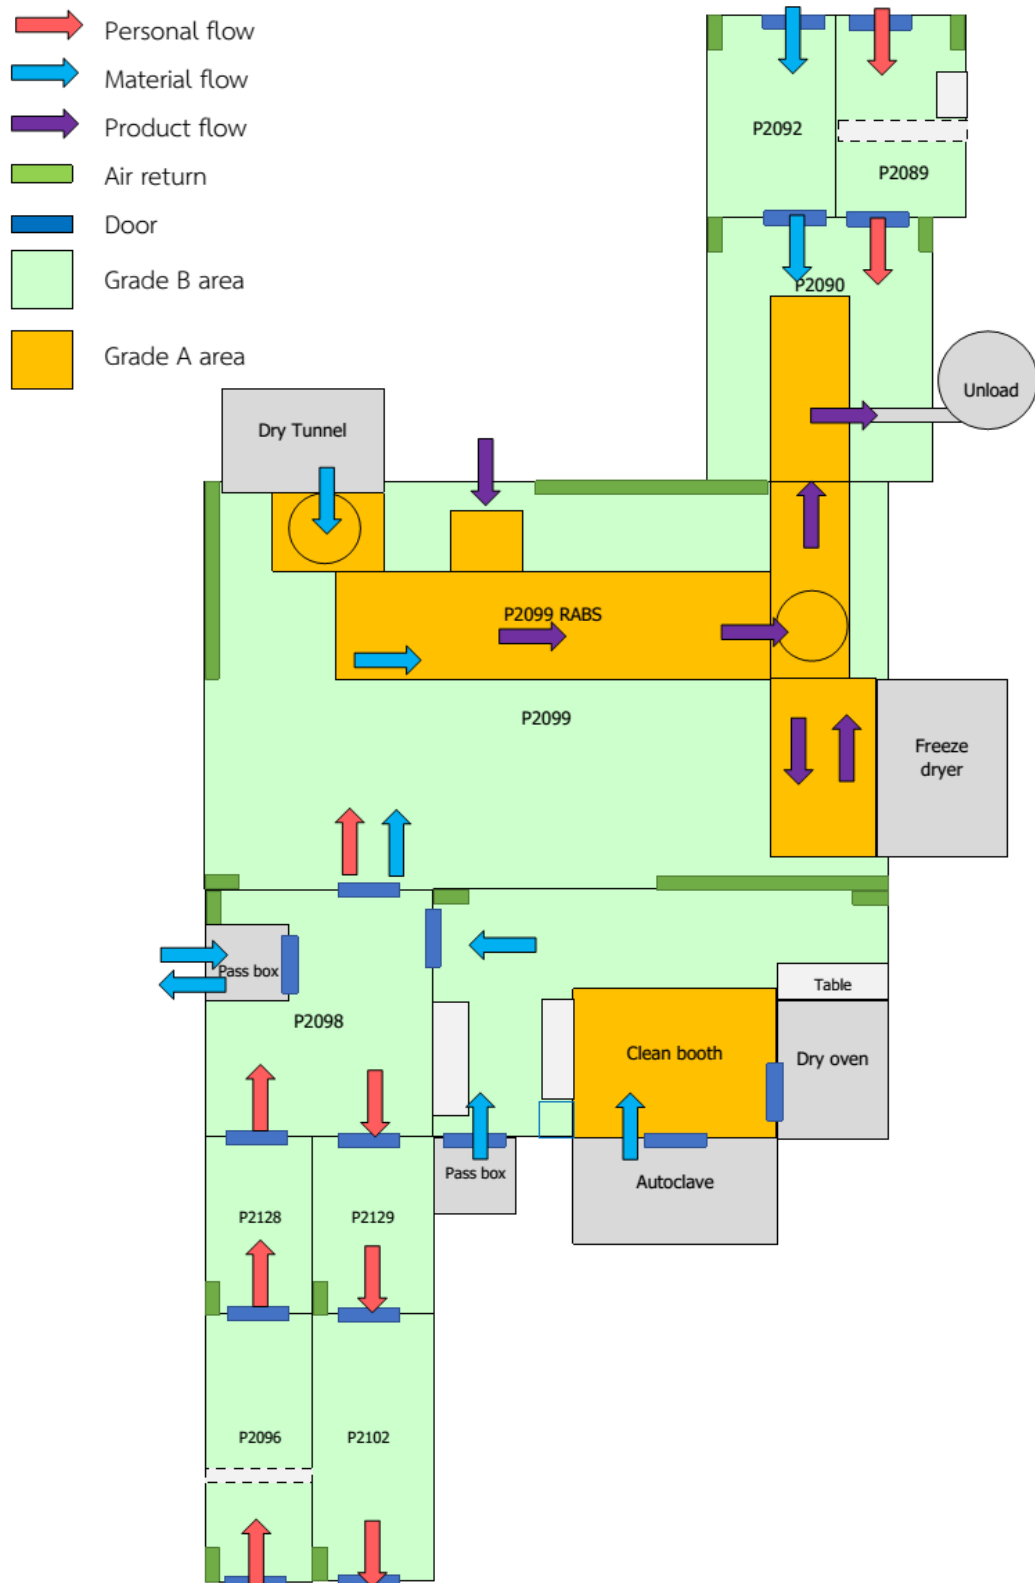 Personal flow
Material flow
Product flow
Air return
Door
Grade B area
Grade A area
P2092
P2089
P2090
Unload
Dry Tunnel
P2099 RABS
P2099
Freeze
dryer
Pass box
P2098
Table
Clean booth
Dry oven
Pass box
Autoclave
P2128
P2129
P2096
P2102